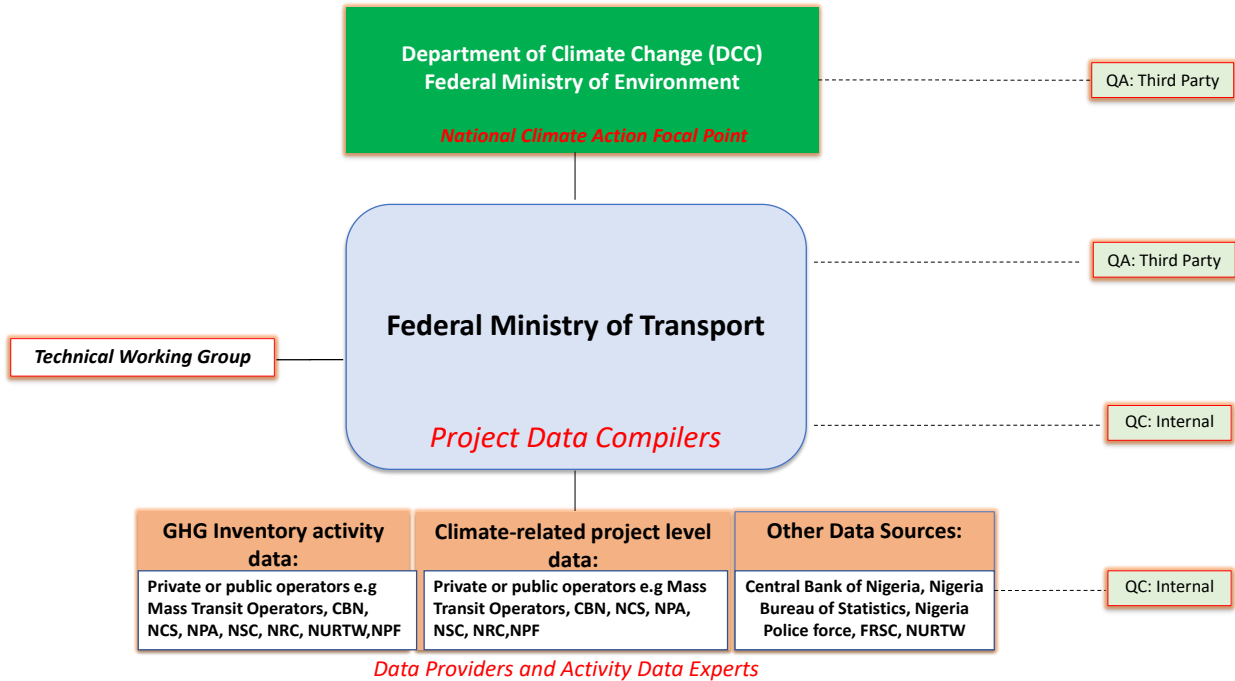 Department of Climate Change (DCC)
Federal Ministry of Environment
National Climate Action Focal Point
QA: Third Party
QA: Third Party
Federal Ministry of Transport
Technical Working Group
Project Data Compilers
QC: Internal
GHG Inventory activity
data:
Private or public operators e.g
Mass Transit Operators, CBN,
NCS, NPA, NSC, NRC, NURTW,NPF
Climate-related project level
data:
Private or public operators e.g Mass
Transit Operators, CBN, NCS, NPA,
NSC, NRC,NPF
Other Data Sources:
Central Bank of Nigeria, Nigeria
Bureau of Statistics, Nigeria
Police force, FRSC, NURTW
QC: Internal
Data Providers and Activity Data Experts